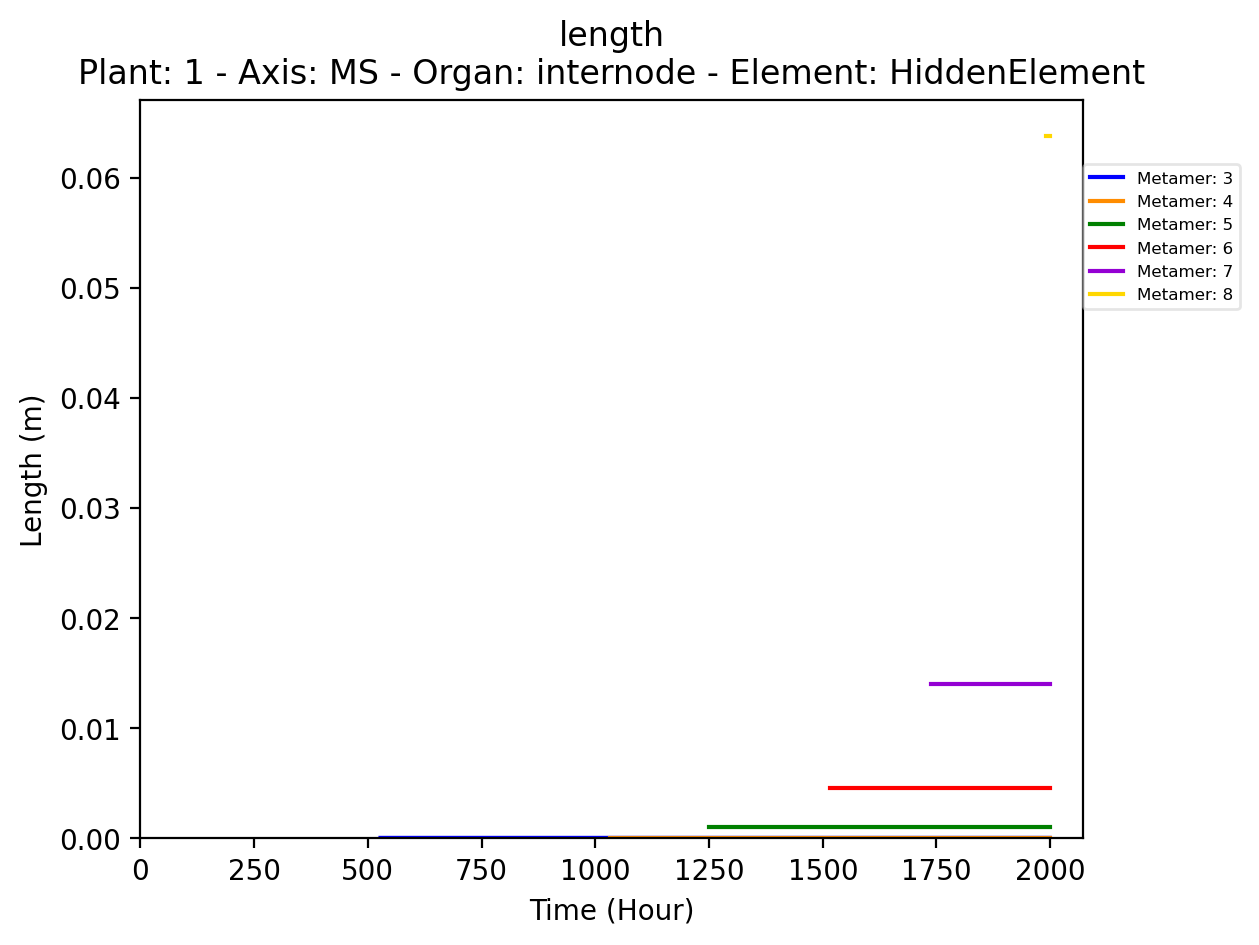 length
Plant: 1 - Axis: MS - Organ: internode - Element: HiddenElement
0.06
0.05
0.04
0.03
0.02
0.01
0.00
Length (m)
0 250 500 750 1000 1250 1500 1750 2000
Time (Hour)
Metamer: 3
Metamer: 4
Metamer: 5
Metamer: 6
Metamer: 7
Metamer: 8